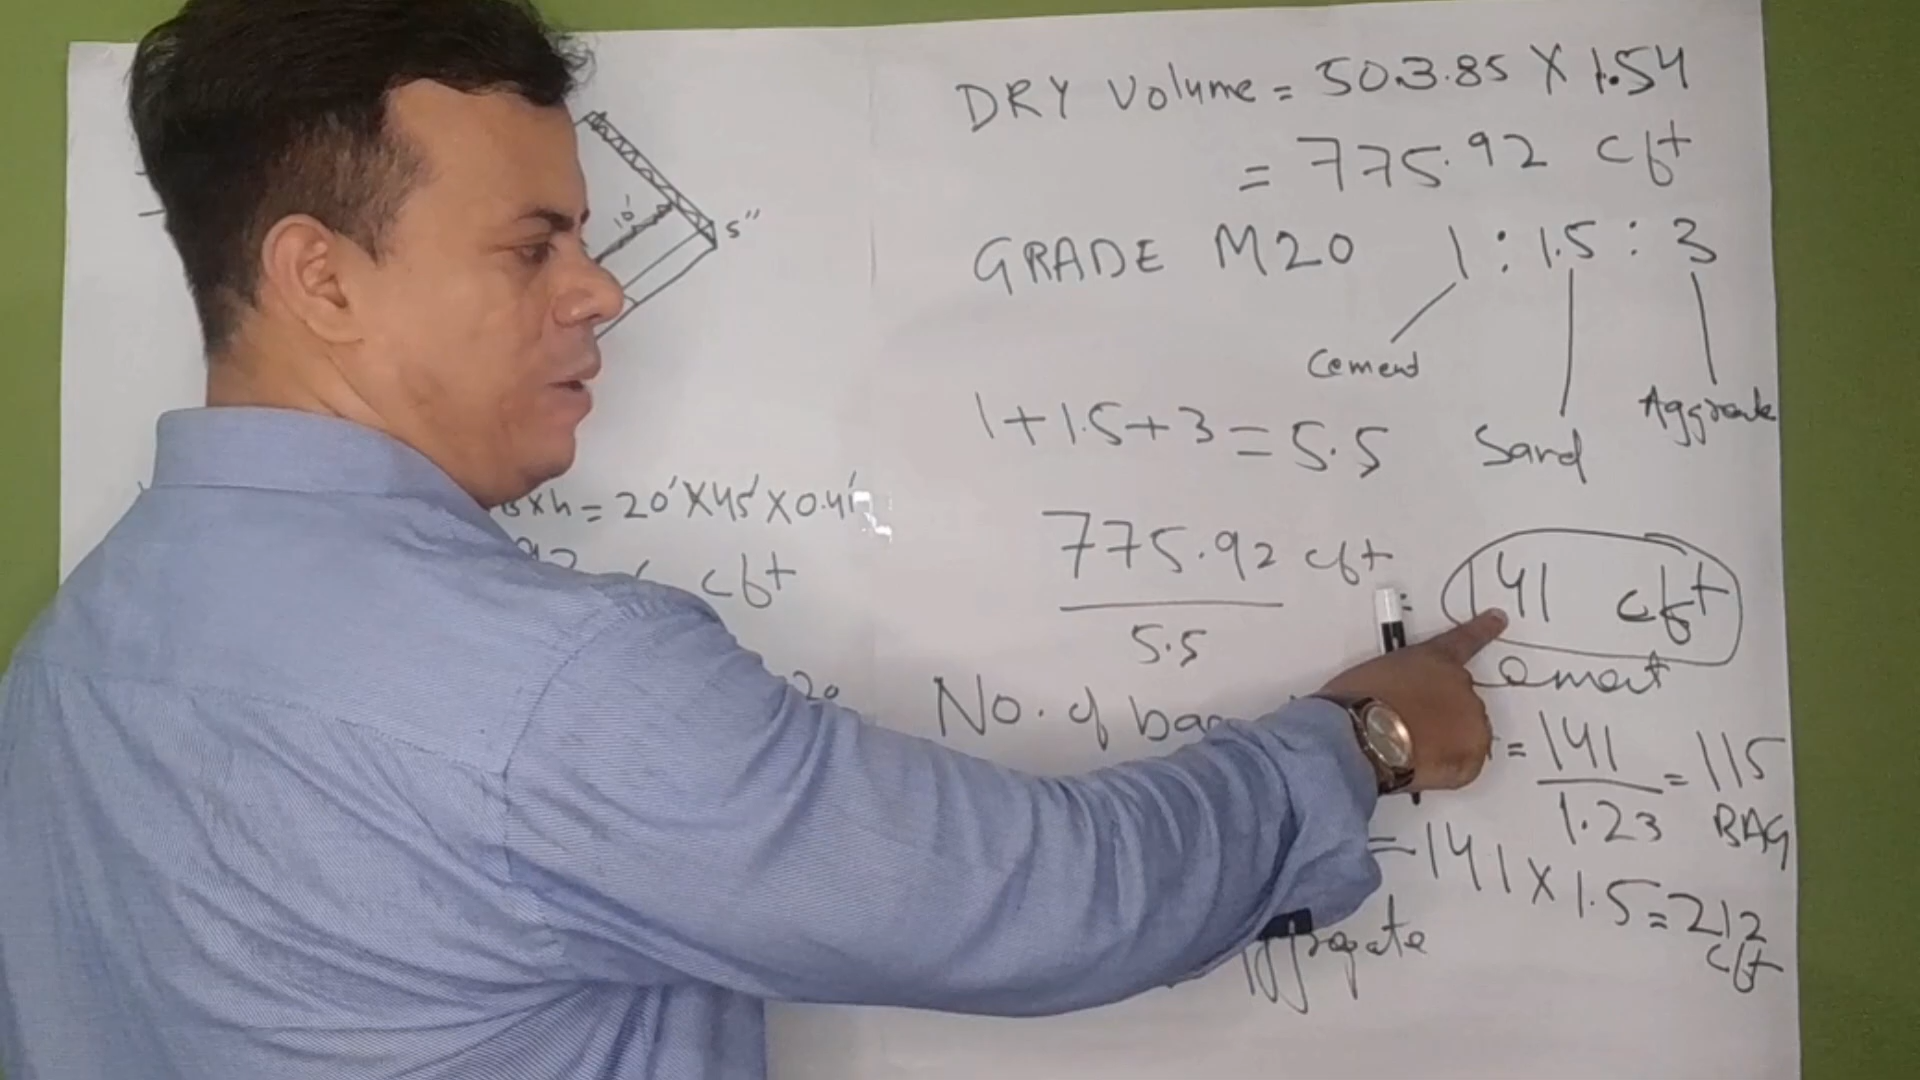 10'
5"
B x h = 20' X 45' X 0.41'
cft
DRY Volume = 503.85 X 1.54
= 775.92 cft
GRADE M20 1 : 1.5 : 3
Cement
Sand
1+1.5+3 = 5.5
775.92 cft = 141 cft
5.5
Cement
No. of bag
= 141 = 115
1.23 BAG
= 141 X 1.5 = 212
cft
Aggregate